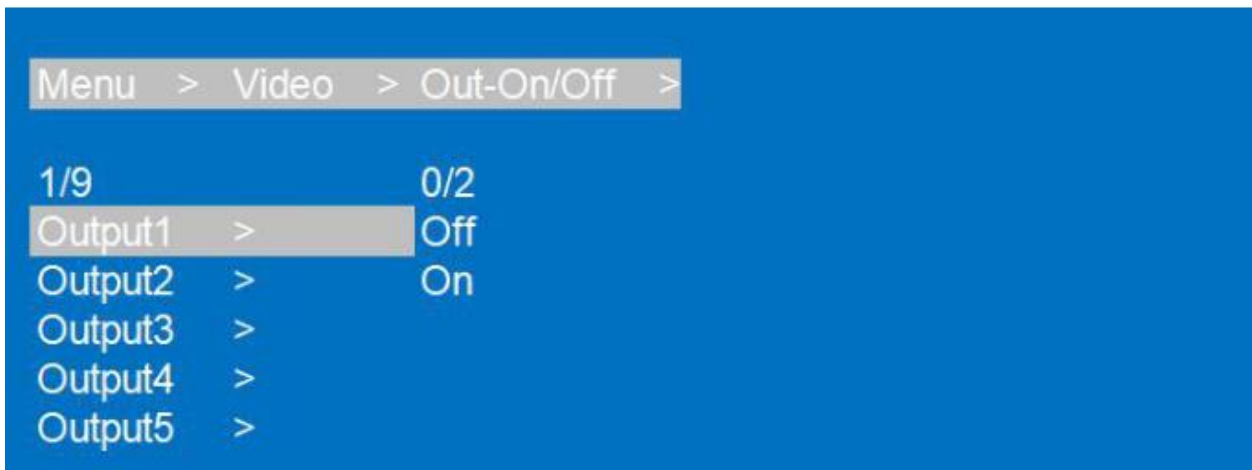 Menu > Video > Out-On/Off >
1/9 0/2
Output1 > Off
Output2 > On
Output3 >
Output4 >
Output5 >